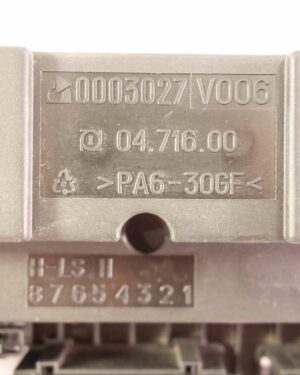 0003027 V006
04.716.00
>PA6-30GF<
H-LS II
87654321